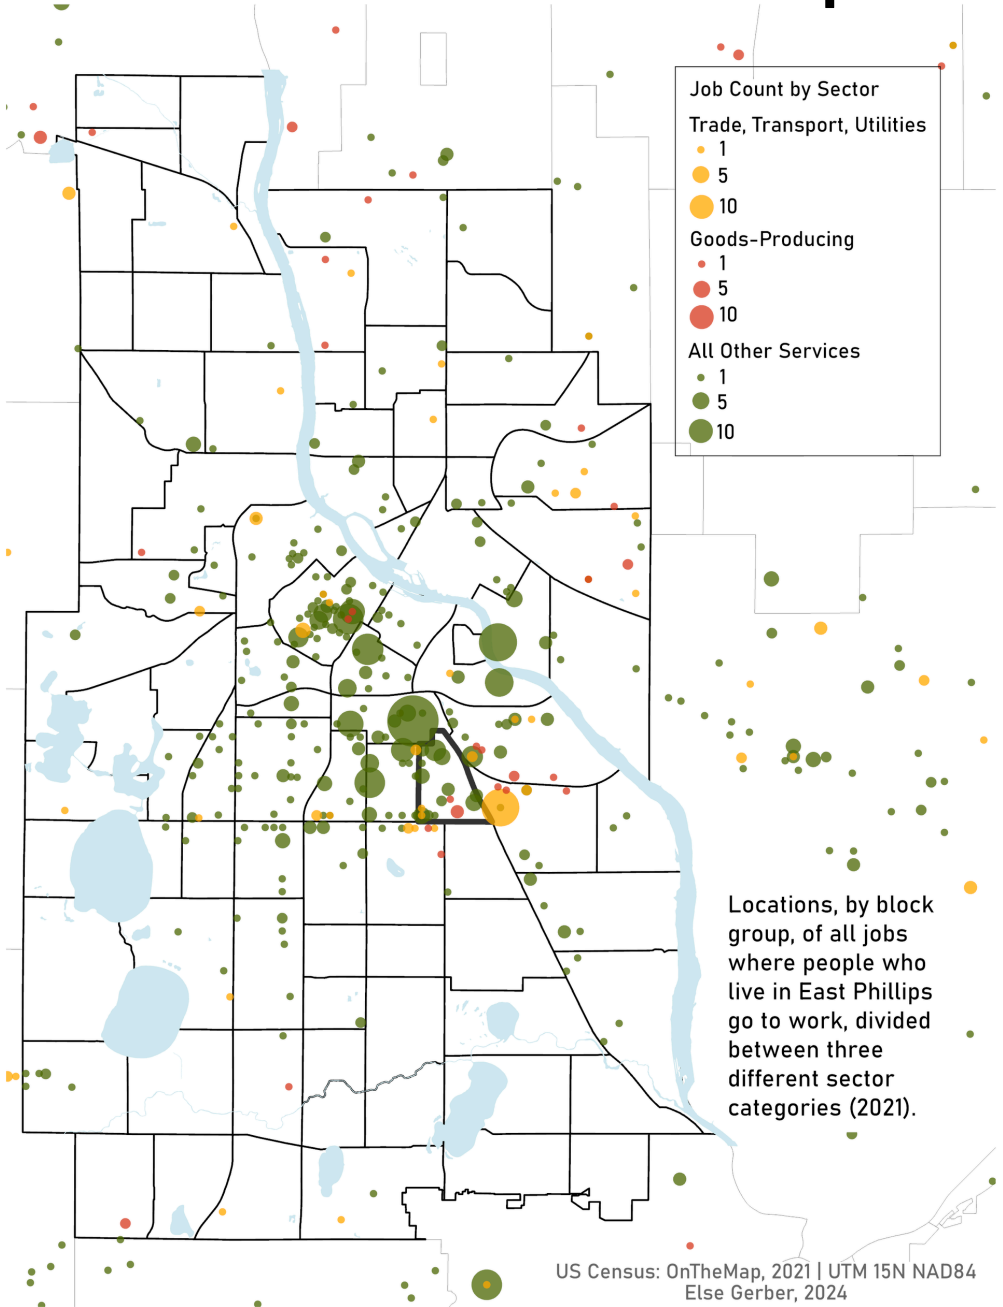 Job Count by Sector
Trade, Transport, Utilities
1
5
10
Goods-Producing
1
5
10
All Other Services
1
5
10
Locations, by block
group, of all jobs
where people who
live in East Phillips
go to work, divided
between three
different sector
categories (2021).
US Census: OnTheMap, 2021 | UTM 15N NAD84
Else Gerber, 2024